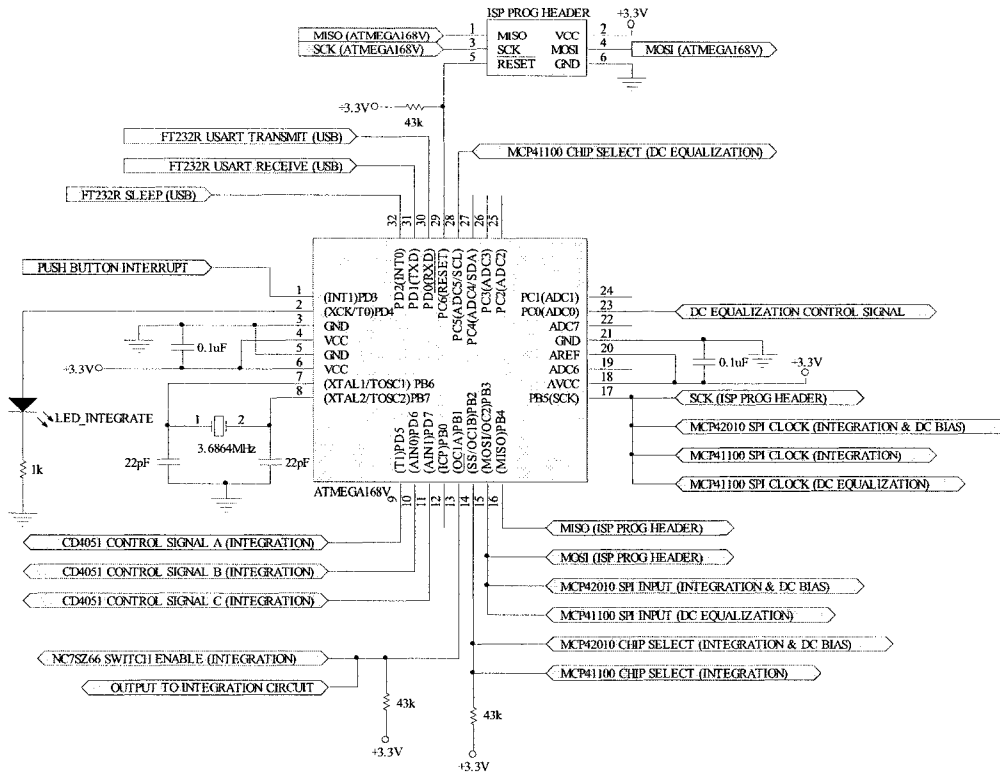 ISP PROG HEADER
+3.3V
MISO (ATMEGA168V) 1 MISO VCC 2
SCK (ATMEGA168V) 3 SCK MOSI 4 MOSI (ATMEGA168V)
5 RESET GND 6
+3.3V
43k
FT232R USART TRANSMIT (USB)
MCP41100 CHIP SELECT (DC EQUALIZATION)
FT232R USART RECEIVE (USB)
FT232R SLEEP (USB)
32 31 30 29 28 27 26 25
PD2(INT0)
PD1(TXD)
PD0(RXD)
PC6(RESET)
PC5(ADC5/SCL)
PC4(ADC4/SDA)
PC3(ADC3)
PC2(ADC2)
PUSH BUTTON INTERRUPT
1 (INT1)PD3
2 (XCK/T0)PD4
3 GND
4 VCC
5 GND
6 VCC
7 (XTAL1/TOSC1) PB6
8 (XTAL2/TOSC2)PB7
PC1(ADC1) 24
PC0(ADC0) 23 DC EQUALIZATION CONTROL SIGNAL
ADC7 22
GND 21
AREF 20
ADC6 19
AVCC 18
PB5(SCK) 17 SCK (ISP PROG HEADER)
0.1uF
+3.3V
0.1uF
+3.3V
LED_INTEGRATE
1 2
3.6864MHz
22pF
22pF
1k
MCP42010 SPI CLOCK (INTEGRATION & DC BIAS)
MCP41100 SPI CLOCK (INTEGRATION)
MCP41100 SPI CLOCK (DC EQUALIZATION)
(T1)PD5
(AIN0)PD6
(AIN1)PD7
(ICP)PB0
(OC1A)PB1
(SS/OC1B)PB2
(MOSI/OC2)PB3
(MISO)PB4
ATMEGA168V
9 10 11 12 13 14 15 16
MISO (ISP PROG HEADER)
CD4051 CONTROL SIGNAL A (INTEGRATION)
MOSI (ISP PROG HEADER)
CD4051 CONTROL SIGNAL B (INTEGRATION)
MCP42010 SPI INPUT (INTEGRATION & DC BIAS)
CD4051 CONTROL SIGNAL C (INTEGRATION)
MCP41100 SPI INPUT (DC EQUALIZATION)
MCP42010 CHIP SELECT (INTEGRATION & DC BIAS)
NC7SZ66 SWITCH ENABLE (INTEGRATION)
MCP41100 CHIP SELECT (INTEGRATION)
OUTPUT TO INTEGRATION CIRCUIT
43k
43k
+3.3V
+3.3V